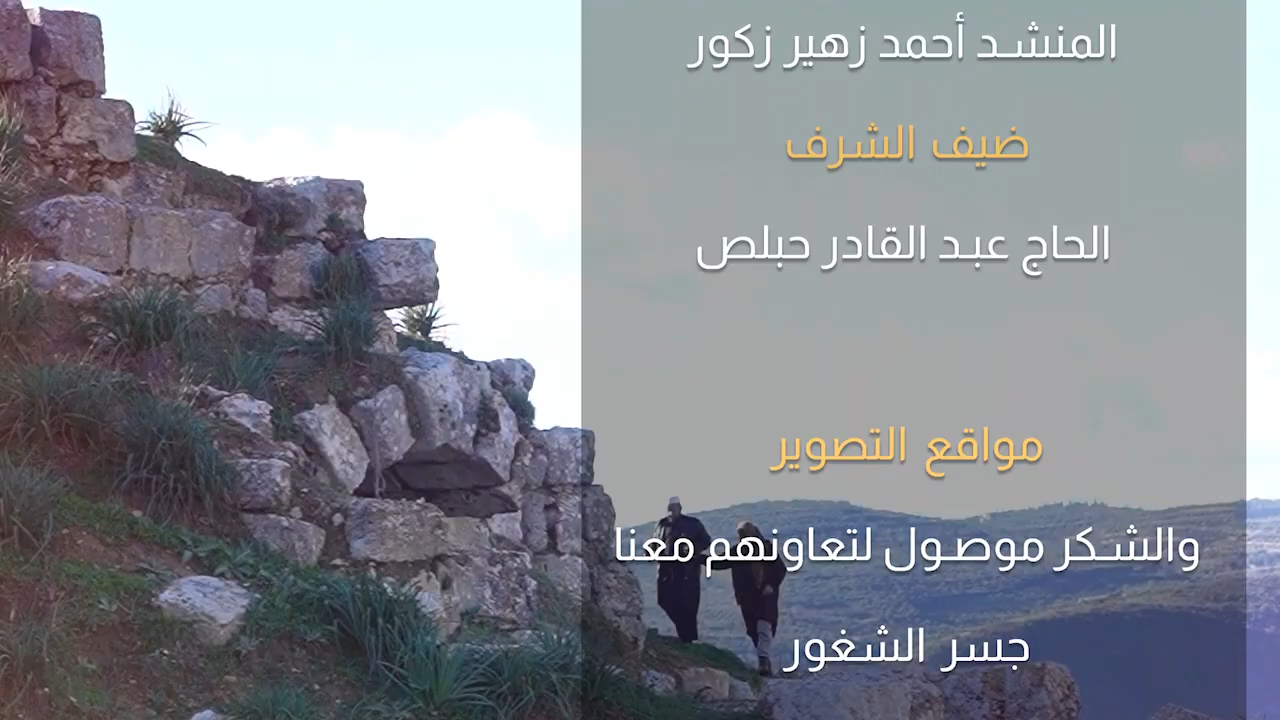 المنشد أحمد زهير زكور
ضيف الشرف
الحاج عبد القادر حبلص
مواقع التصوير
والشكر موصول لتعاونهم معنا
جسر الشغور